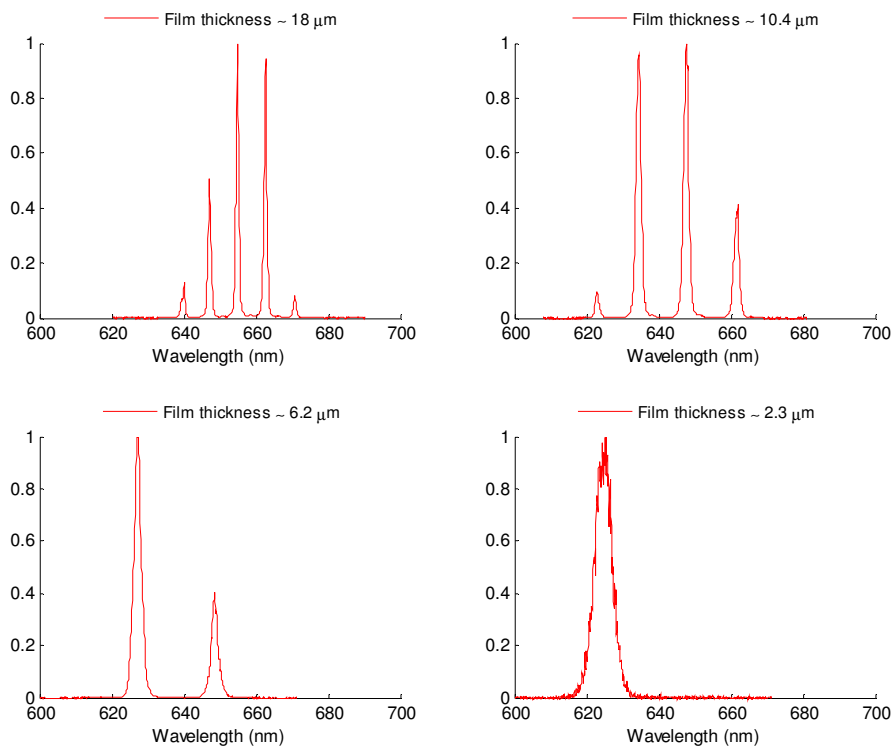 Film thickness ~ 18 μm
1
0.8
0.6
0.4
0.2
0
600 620 640 660 680 700
Wavelength (nm)
Film thickness ~ 10.4 μm
1
0.8
0.6
0.4
0.2
0
600 620 640 660 680 700
Wavelength (nm)
Film thickness ~ 6.2 μm
1
0.8
0.6
0.4
0.2
0
600 620 640 660 680 700
Wavelength (nm)
Film thickness ~ 2.3 μm
1
0.8
0.6
0.4
0.2
0
600 620 640 660 680 700
Wavelength (nm)